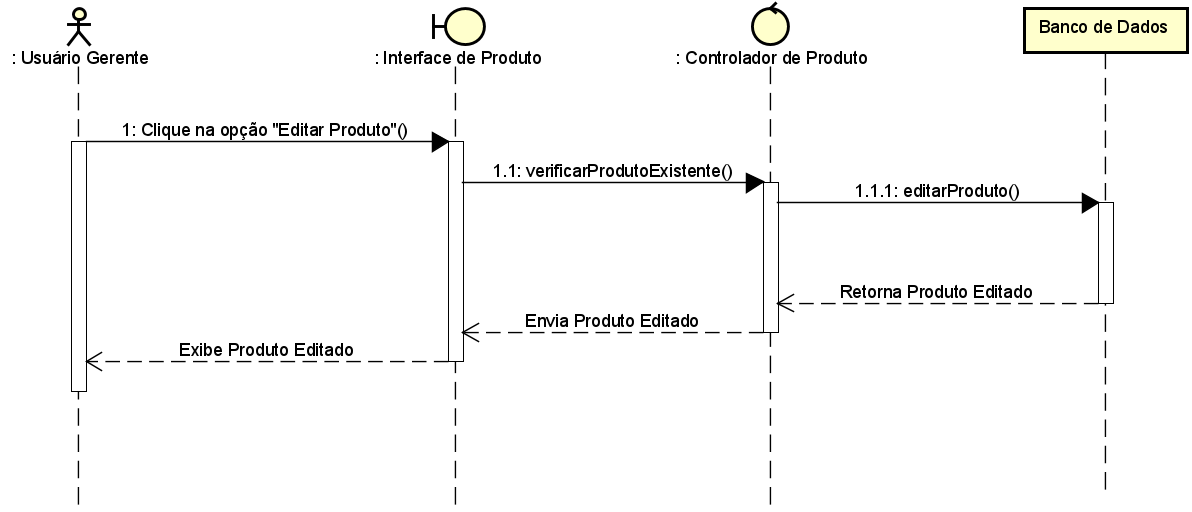 : Usuário Gerente
: Interface de Produto
: Controlador de Produto
Banco de Dados
1: Clique na opção "Editar Produto"()
1.1: verificarProdutoExistente()
1.1.1: editarProduto()
Retorna Produto Editado
Envia Produto Editado
Exibe Produto Editado